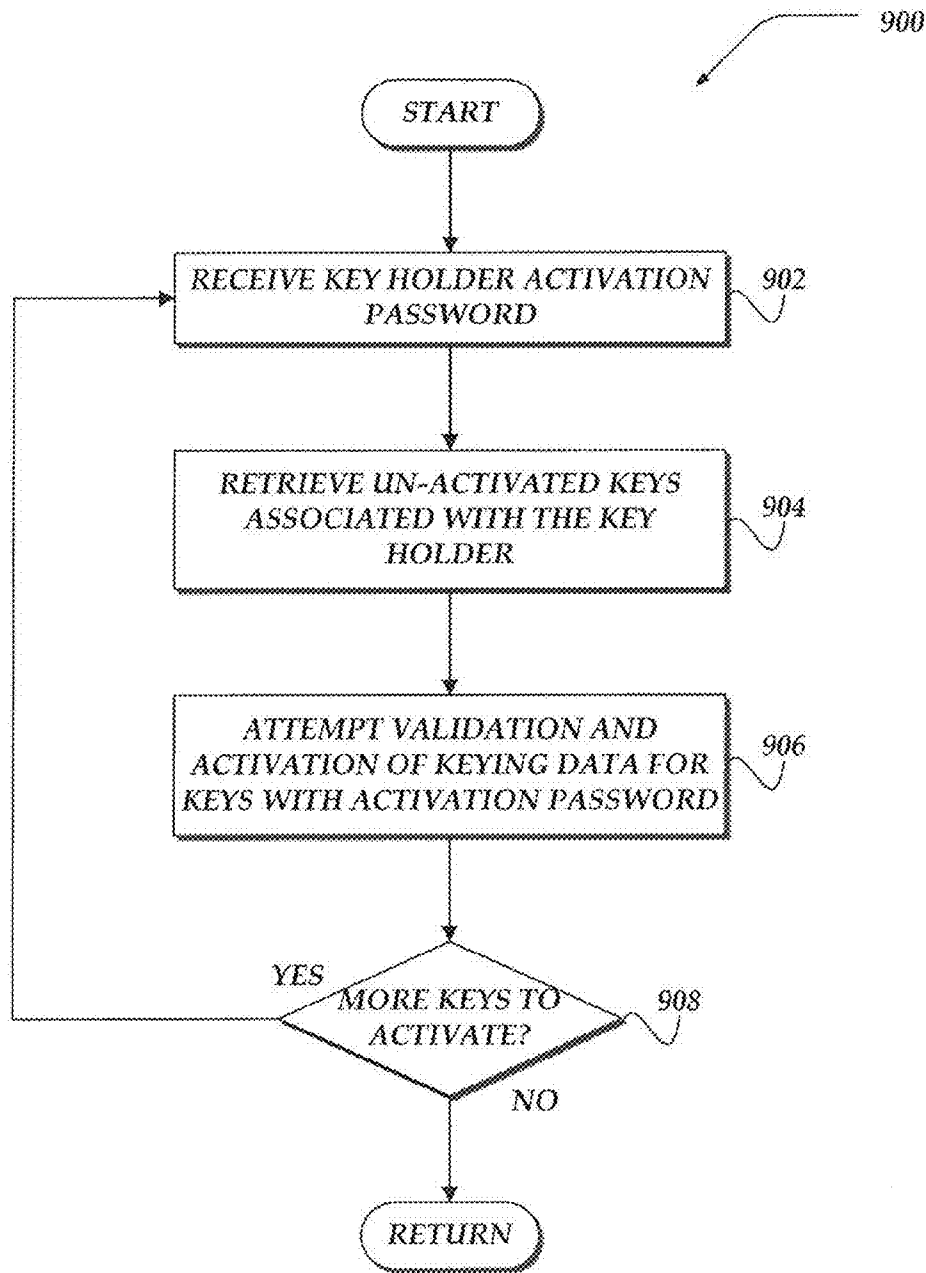 900
START
RECEIVE KEY HOLDER ACTIVATION
PASSWORD
902
RETRIEVE UN-ACTIVATED KEYS
ASSOCIATED WITH THE KEY
HOLDER
904
ATTEMPT VALIDATION AND
ACTIVATION OF KEYING DATA FOR
KEYS WITH ACTIVATION PASSWORD
906
YES
MORE KEYS TO
ACTIVATE?
908
NO
RETURN